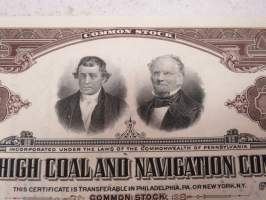 COMMON STOCK
INCORPORATED UNDER THE LAWS OF THE COMMONWEALTH OF PENNSYLVANIA
HIGH COAL AND NAVIGATION CO
THIS CERTIFICATE IS TRANSFERABLE IN PHILADELPHIA, PA. OR NEW YORK, N.Y.
COMMON STOCK